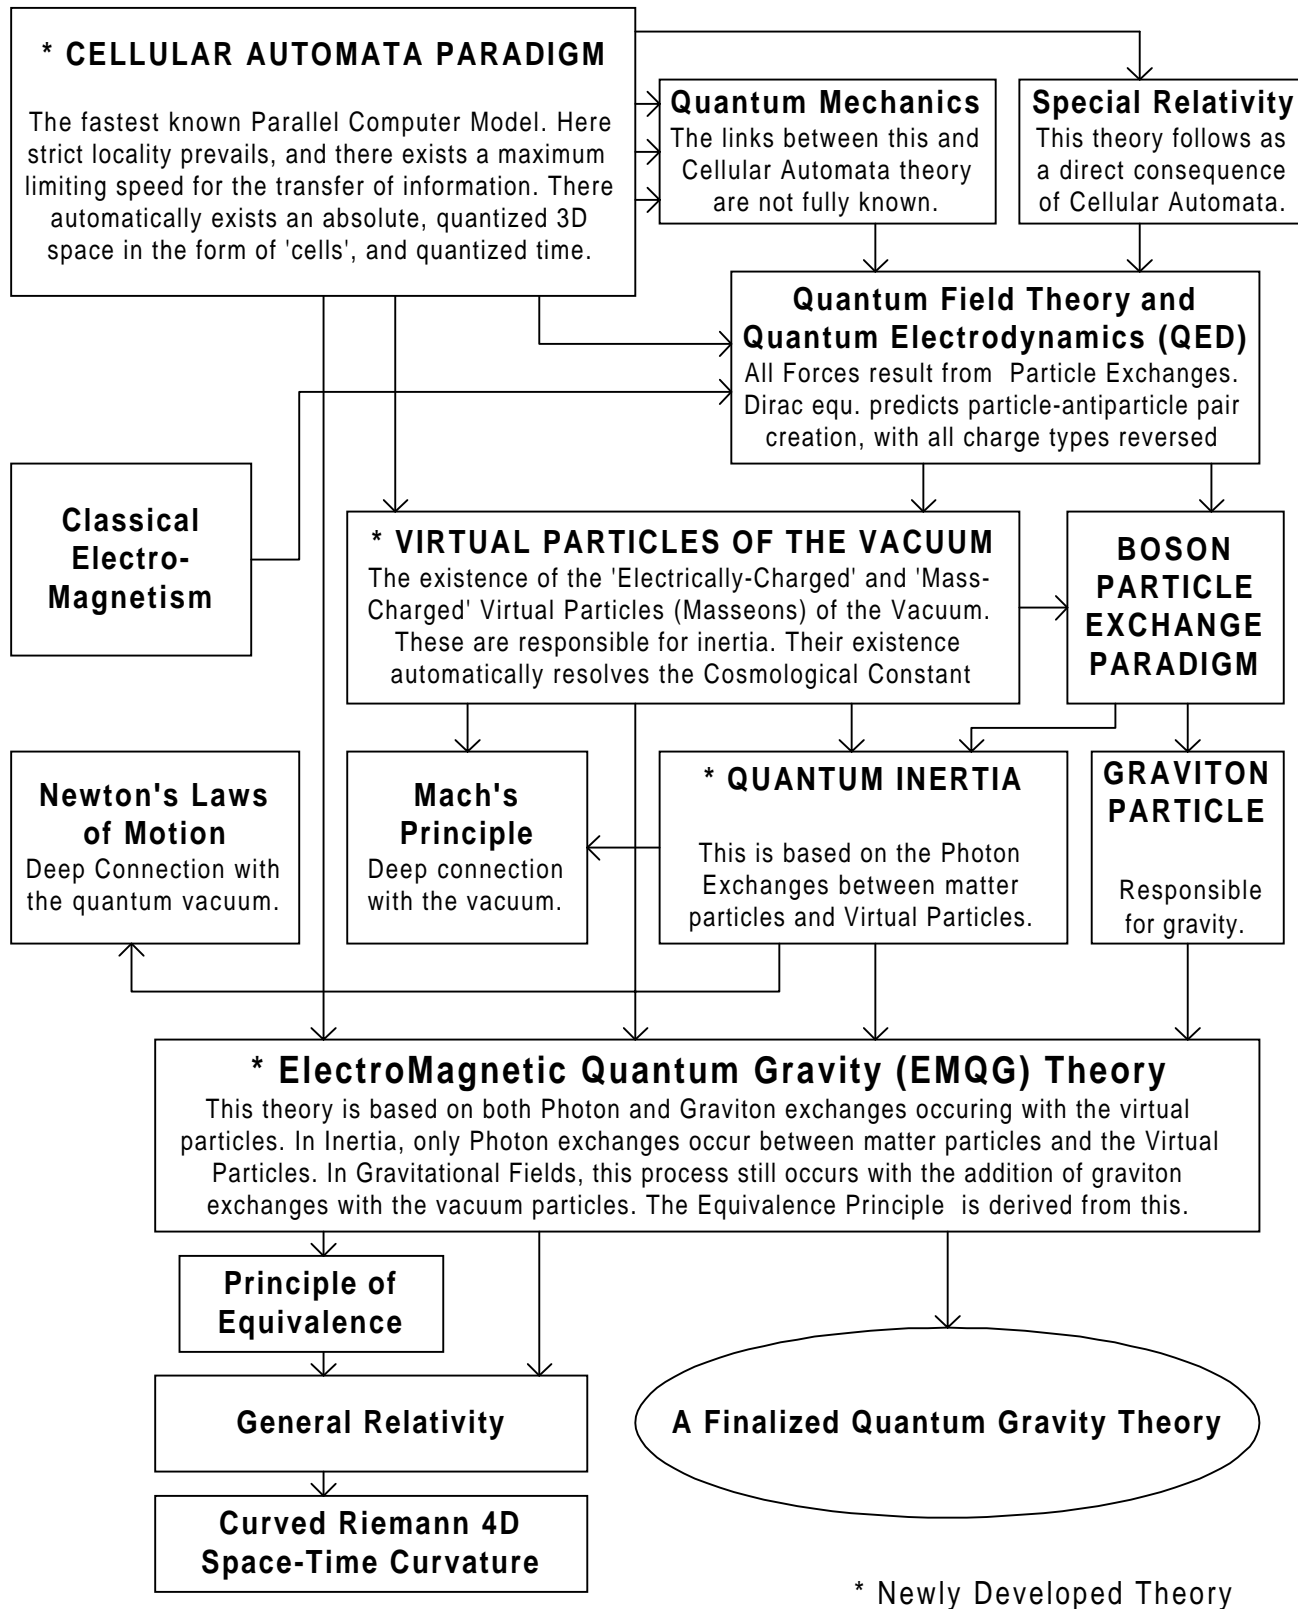 * CELLULAR AUTOMATA PARADIGM
The fastest known Parallel Computer Model. Here
strict locality prevails, and there exists a maximum
limiting speed for the transfer of information. There
automatically exists an absolute, quantized 3D
space in the form of 'cells', and quantized time.
Quantum Mechanics
The links between this and
Cellular Automata theory
are not fully known.
Special Relativity
This theory follows as
a direct consequence
of Cellular Automata.
Quantum Field Theory and
Quantum Electrodynamics (QED)
All Forces result from Particle Exchanges.
Dirac equ. predicts particle-antiparticle pair
creation, with all charge types reversed
Classical
Electro-
Magnetism
* VIRTUAL PARTICLES OF THE VACUUM
The existence of the 'Electrically-Charged' and 'Mass-
Charged' Virtual Particles (Masseons) of the Vacuum.
These are responsible for inertia. Their existence
automatically resolves the Cosmological Constant
BOSON
PARTICLE
EXCHANGE
PARADIGM
Newton's Laws
of Motion
Deep Connection with
the quantum vacuum.
Mach's
Principle
Deep connection
with the vacuum.
* QUANTUM INERTIA
This is based on the Photon
Exchanges between matter
particles and Virtual Particles.
GRAVITON
PARTICLE
Responsible
for gravity.
* ElectroMagnetic Quantum Gravity (EMQG) Theory
This theory is based on both Photon and Graviton exchanges occuring with the virtual
particles. In Inertia, only Photon exchanges occur between matter particles and the Virtual
Particles. In Gravitational Fields, this process still occurs with the addition of graviton
exchanges with the vacuum particles. The Equivalence Principle is derived from this.
Principle of
Equivalence
General Relativity
A Finalized Quantum Gravity Theory
Curved Riemann 4D
Space-Time Curvature
* Newly Developed Theory